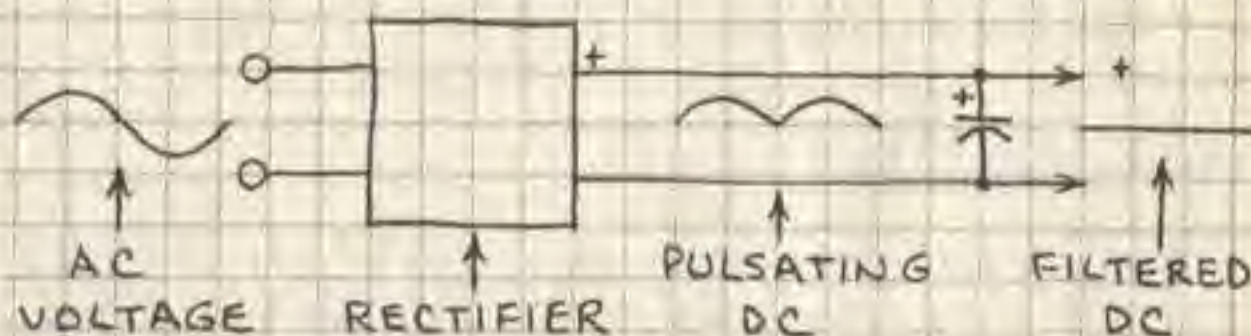 +
+
+
AC
VOLTAGE
RECTIFIER
PULSATING
DC
FILTERED
DC